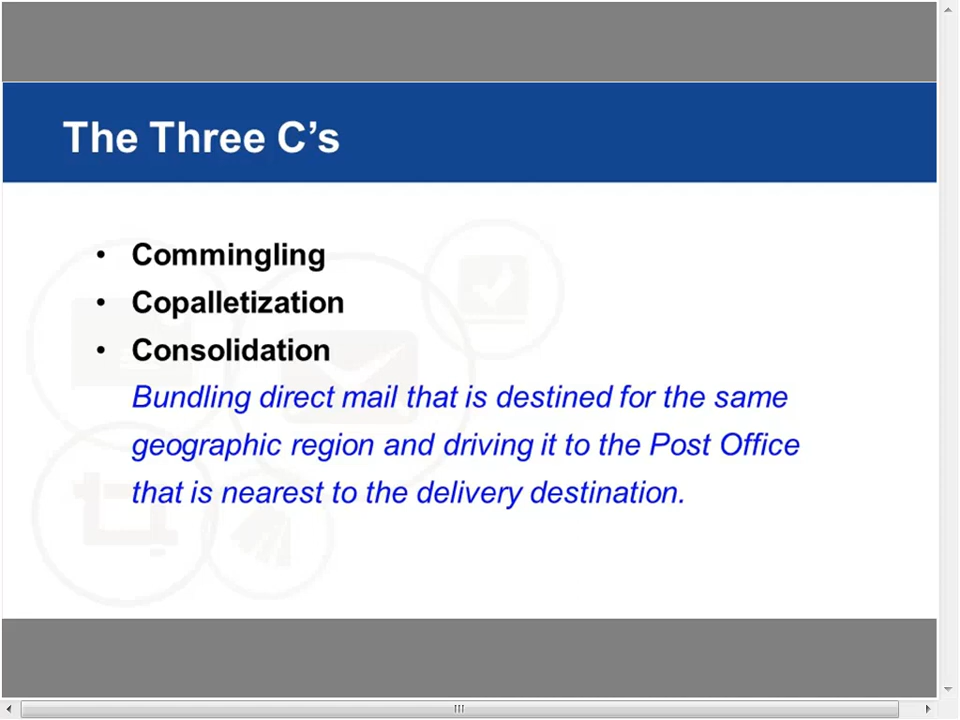 The Three C’s
• Commingling
• Copalletization
• Consolidation
Bundling direct mail that is destined for the same
geographic region and driving it to the Post Office
that is nearest to the delivery destination.